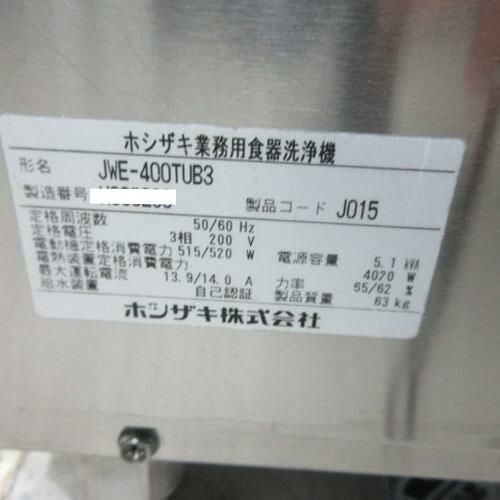 ホシザキ業務用食器洗浄機
形名 JWE-400TUB3
製造番号 製品コード J015
定格周波数 50/60 Hz
定格電圧 3相 200 V 電源容量 5.1 kVA
電動機定格消費電力 515/520 W
電熱装置定格消費電力 4020 W
最大運転電流 13.9/14.0 A 力率 65/62 %
給水装置 自己認証 製品質量 63 kg
ホシザキ株式会社